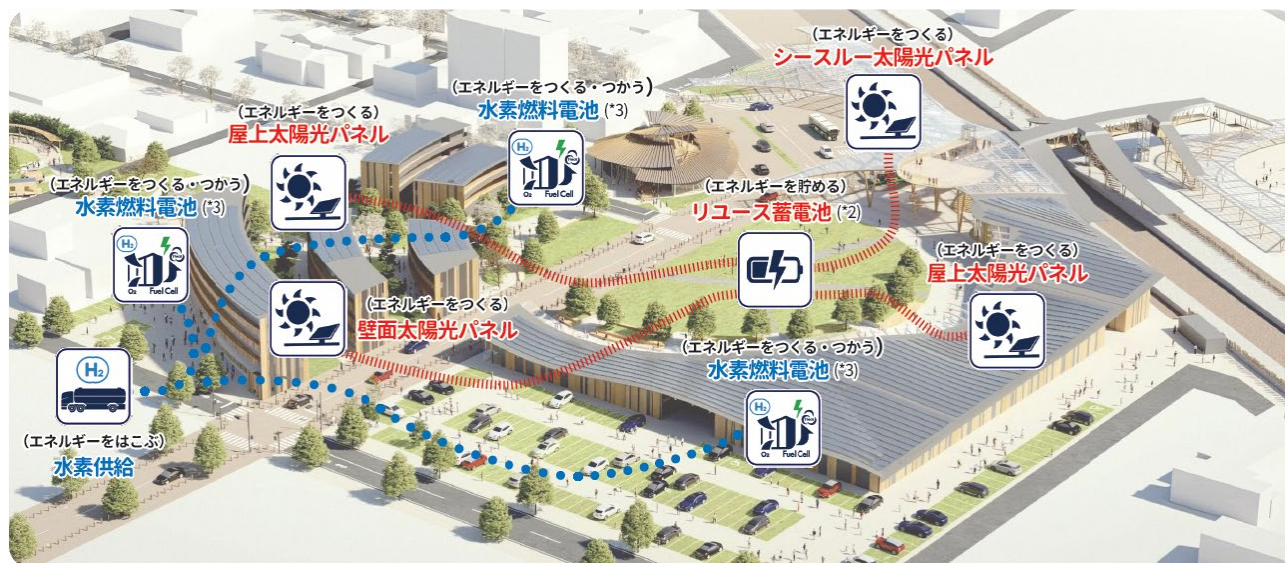 (エネルギーをつくる)
シースルー太陽光パネル
(エネルギーをつくる・つかう)
水素燃料電池 (*3)
H₂
O₂ Fuel Cell
(エネルギーをつくる)
屋上太陽光パネル
(エネルギーをつくる・つかう)
水素燃料電池 (*3)
H₂
O₂ Fuel Cell
(エネルギーを貯める)
リユース蓄電池 (*2)
(エネルギーをつくる)
屋上太陽光パネル
(エネルギーをつくる)
壁面太陽光パネル
(エネルギーをつくる・つかう)
水素燃料電池 (*3)
H₂
O₂ Fuel Cell
H₂
(エネルギーをはこぶ)
水素供給